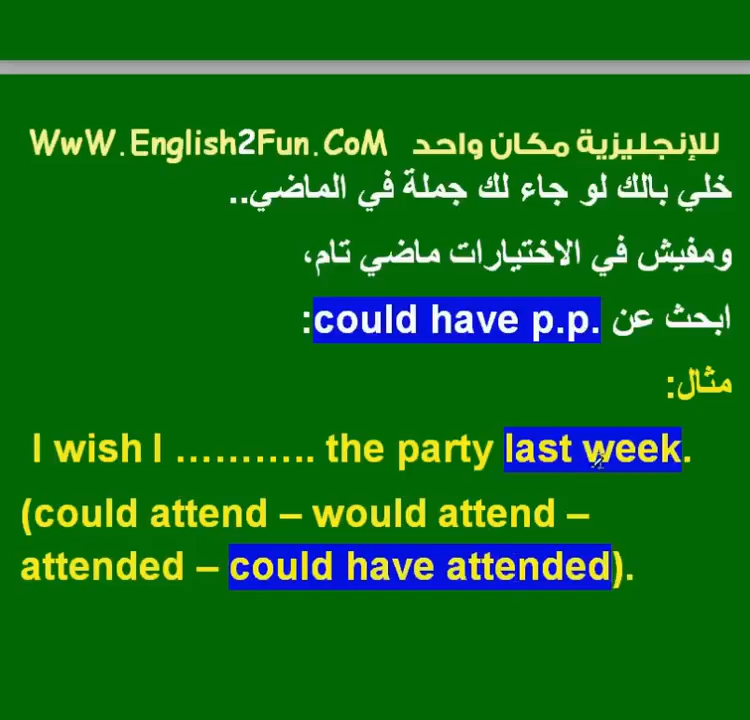 WwW.English2Fun.CoM للإنجليزية مكان واحد
خلي بالك لو جاء لك جملة في الماضي..
ومفيش في الاختيارات ماضي تام،
ابحث عن could have p.p.:
مثال:
I wish I ………… the party last week.
(could attend – would attend –
attended – could have attended).